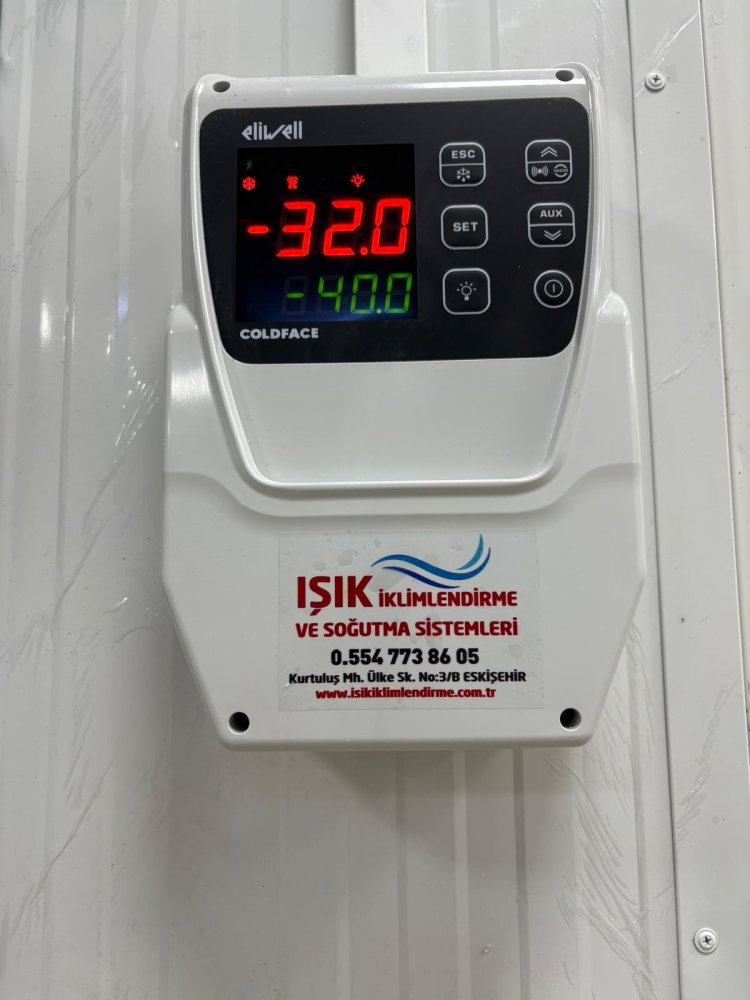 eliwell
-32.0
-40.0
COLDFACE
ESC
HACCP
SET
AUX
IŞIK İKLİMLENDİRME
VE SOĞUTMA SİSTEMLERİ
0.554 773 86 05
Kurtuluş Mh. Ülke Sk. No:3/B ESKİŞEHİR
www.isikiklimlendirme.com.tr